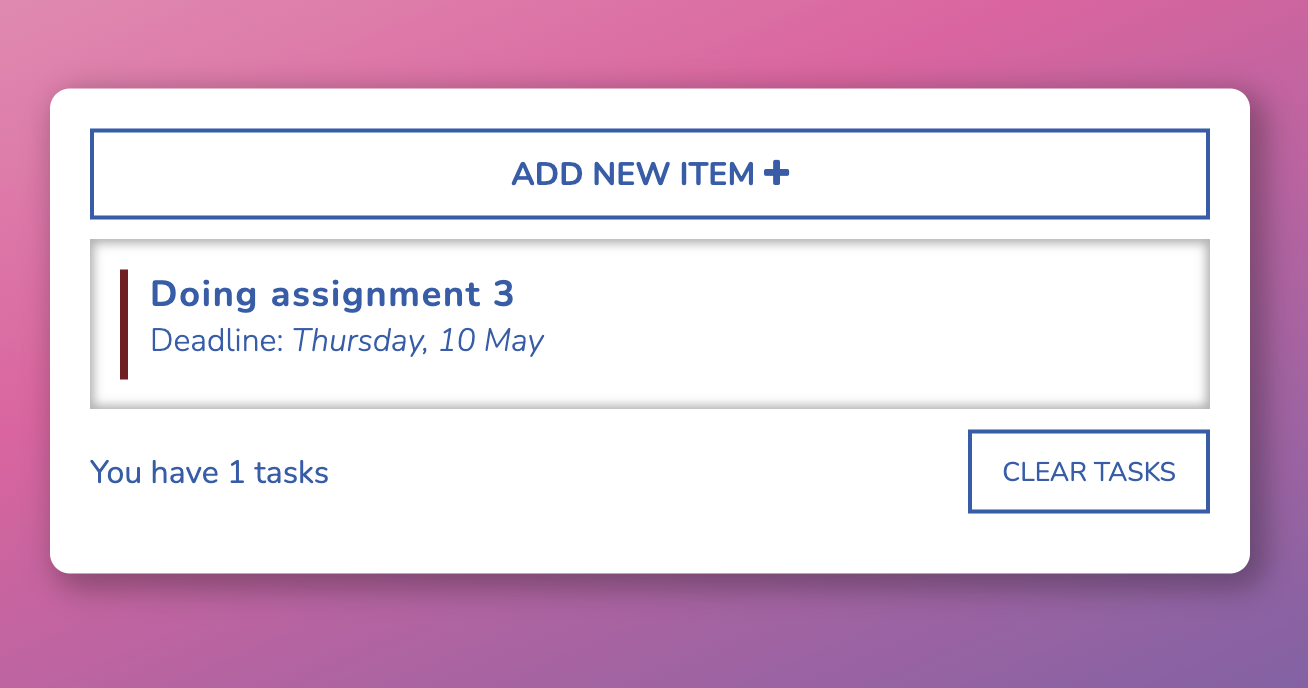 ADD NEW ITEM
Doing assignment 3
Deadline: Thursday, 10 May
You have 1 tasks
CLEAR TASKS